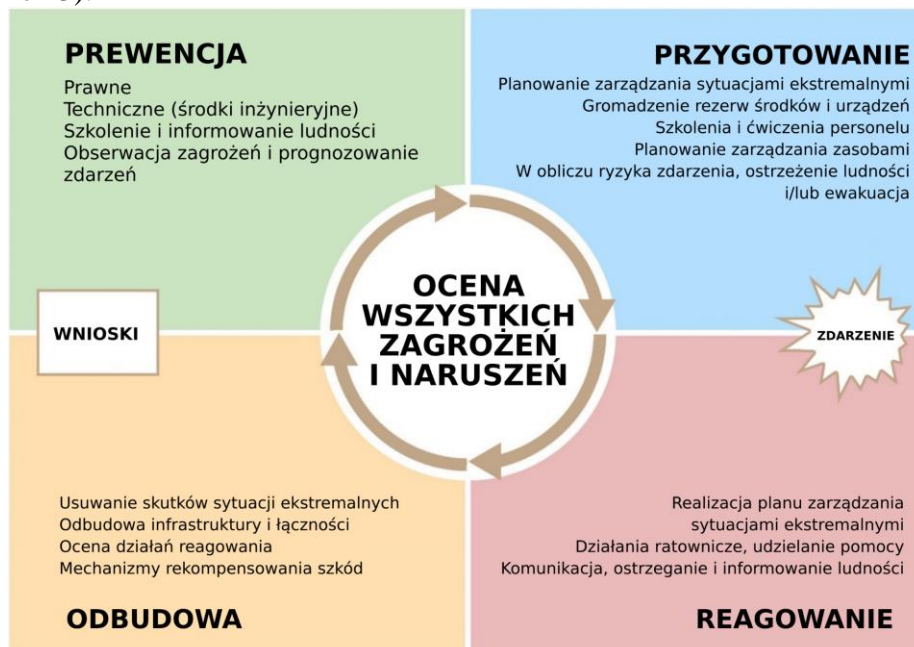 PREWENCJA
Prawne
Techniczne (środki inżynieryjne)
Szkolenie i informowanie ludności
Obserwacja zagrożeń i prognozowanie
zdarzeń
PRZYGOTOWANIE
Planowanie zarządzania sytuacjami ekstremalnymi
Gromadzenie rezerw środków i urządzeń
Szkolenia i ćwiczenia personelu
Planowanie zarządzania zasobami
W obliczu ryzyka zdarzenia, ostrzeżenie ludności
i/lub ewakuacja
OCENA
WSZYSTKICH
ZAGROŻEŃ
I NARUSZEŃ
WNIOSKI
ZDARZENIE
Usuwanie skutków sytuacji ekstremalnych
Odbudowa infrastruktury i łączności
Ocena działań reagowania
Mechanizmy rekompensowania szkód
ODBUDOWA
Realizacja planu zarządzania
sytuacjami ekstremalnymi
Działania ratownicze, udzielanie pomocy
Komunikacja, ostrzeganie i informowanie ludności
REAGOWANIE